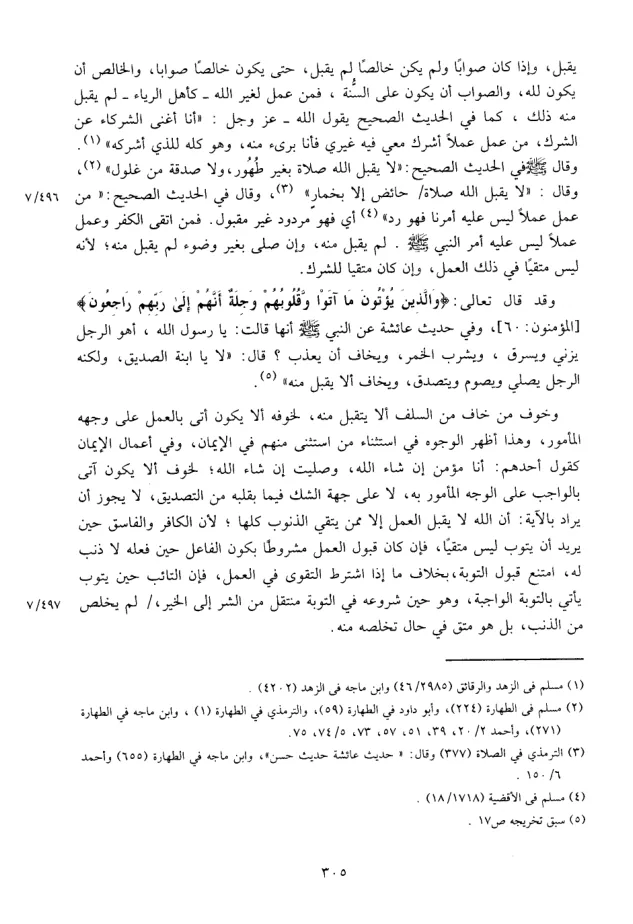 يقبل، وإذا كان صوابًا ولم يكن خالصًا لم يقبل، حتى يكون خالصًا صوابا، والخالص أن
يكون لله، والصواب أن يكون على السُّنة ، فمن عمل لغير الله ـ كأهل الرياء ـ لم يقبل
منه ذلك ، كما في الحديث الصحيح يقول الله ـ عز وجل : «أنا أغنى الشركاء عن
الشرك، من عمل عملاً أشرك معي فيه غيري فأنا برىء منه، وهو كله للذي أشركه» (١).
وقال ﷺ في الحديث الصحيح: «لا يقبل الله صلاة بغير طُهُور، ولا صدقة من غلول» (٢)،
٧/٤٩٦ وقال : «لا يقبل الله صلاة/ حائض إلا بخمار» (٣)، وقال في الحديث الصحيح: « من
عمل عملاً ليس عليه أمرنا فهو رد» (٤) أي فهو مردود غير مقبول. فمن اتقى الكفر وعمل
عملاً ليس عليه أمر النبي ﷺ . لم يقبل منه، وإن صلى بغير وضوء لم يقبل منه؛ لأنه
ليس متقيًا في ذلك العمل، وإن كان متقيا للشرك.
وقد قال تعالى: ﴿وَالَّذِينَ يُؤْتُونَ مَا آتَوْا وَّقُلُوبُهُمْ وَجِلَةٌ أَنَّهُمْ إِلَىٰ رَبِّهِمْ رَاجِعُونَ﴾
[المؤمنون: ٦٠]، وفي حديث عائشة عن النبي ﷺ أنها قالت: يا رسول الله ، أهو الرجل
يزني ويسرق ، ويشرب الخمر، ويخاف أن يعذب ؟ قال: «لا يا ابنة الصديق، ولكنه
الرجل يصلي ويصوم ويتصدق، ويخاف ألا يقبل منه» (٥).
وخوف من خاف من السلف ألا يتقبل منه، لخوفه ألا يكون أتى بالعمل على وجهه
المأمور، وهذا أظهر الوجوه في استثناء من استثنى منهم في الإيمان، وفي أعمال الإيمان
كقول أحدهم: أنا مؤمن إن شاء الله، وصليت إن شاء الله؛ لخوف ألا يكون آتى
بالواجب على الوجه المأمور به، لا على جهة الشك فيما بقلبه من التصديق، لا يجوز أن
يراد بالآية: أن الله لا يقبل العمل إلا ممن يتقي الذنوب كلها ؛ لأن الكافر والفاسق حين
يريد أن يتوب ليس متقيًا، فإن كان قبول العمل مشروطًا بكون الفاعل حين فعله لا ذنب
له، امتنع قبول التوبة، بخلاف ما إذا اشترط التقوى في العمل، فإن التائب حين يتوب
٧/٤٩٧ يأتي بالتوبة الواجبة، وهو حين شروعه في التوبة منتقل من الشر إلى الخير،/ لم يخلص
من الذنب، بل هو متق في حال تخلصه منه.
(١) مسلم فى الزهد والرقائق (٤٦/٢٩٨٥) وابن ماجه فى الزهد (٤٢٠٢) .
(٢) مسلم فى الطهارة (٢٢٤)، وأبو داود في الطهارة (٥٩)، والترمذي في الطهارة (١) ، وابن ماجه في الطهارة
(٢٧١)، وأحمد ٢/ ٢٠، ٣٩، ٥١، ٥٧، ٧٣، ٥/ ٧٤، ٧٥.
(٣) الترمذي في الصلاة (٣٧٧) وقال: « حديث عائشة حديث حسن»، وابن ماجه في الطهارة (٦٥٥) وأحمد
٦/ ١٥٠ .
(٤) مسلم فى الأقضية (١٨/١٧١٨) .
(٥) سبق تخريجه ص١٧ .
٣٠٥